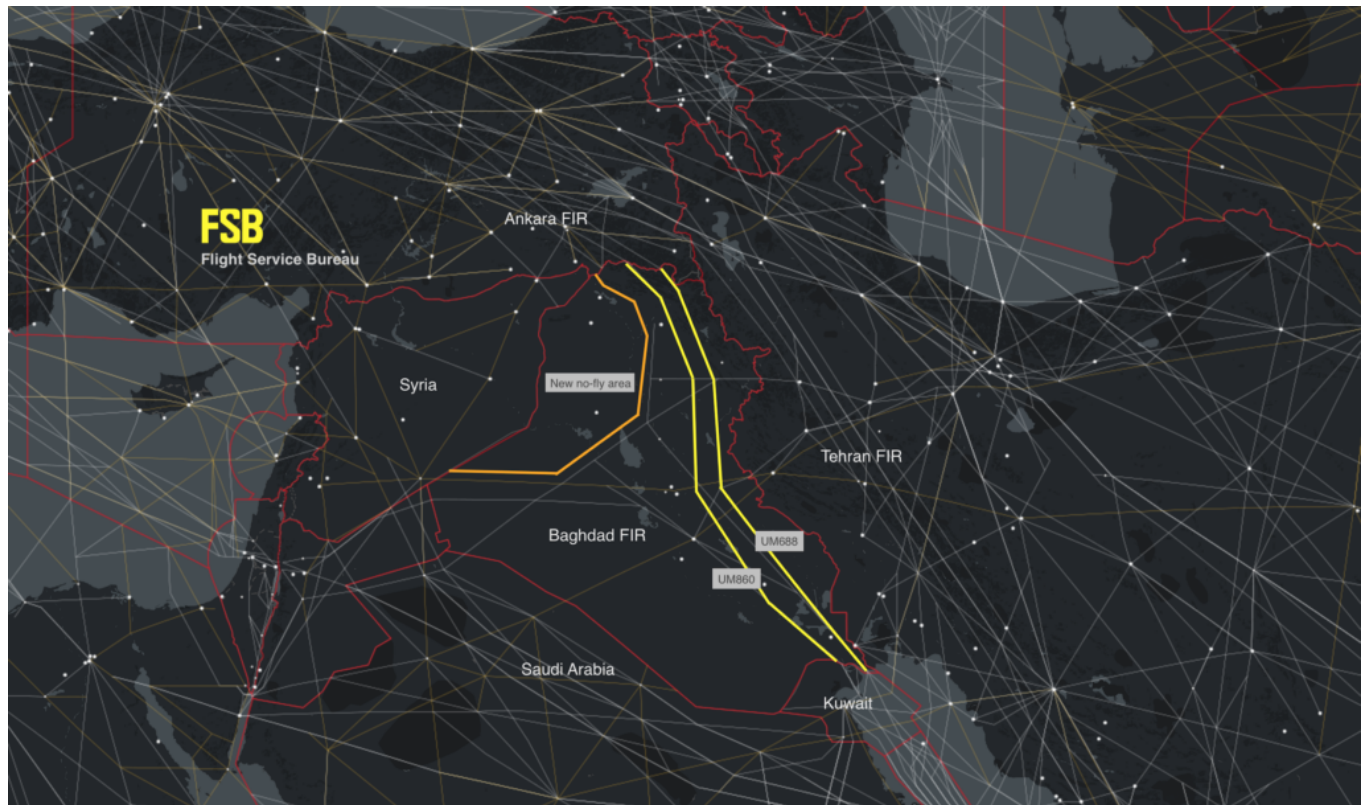 Ankara FIR
FSB
Flight Service Bureau
Syria
New no-fly area
Tehran FIR
Baghdad FIR
UM688
UM860
Saudi Arabia
Kuwait